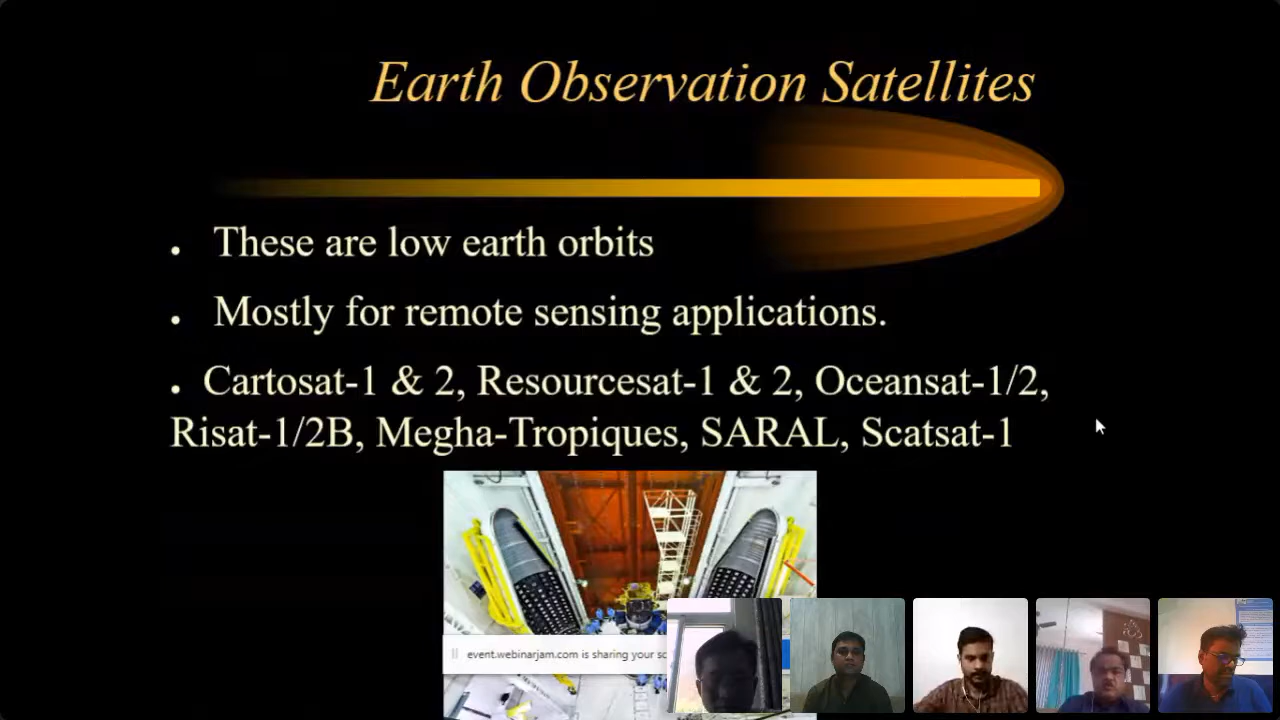 Earth Observation Satellites
• These are low earth orbits
• Mostly for remote sensing applications.
• Cartosat-1 & 2, Resourcesat-1 & 2, Oceansat-1/2,
Risat-1/2B, Megha-Tropiques, SARAL, Scatsat-1
event.webinarjam.com is sharing your sc